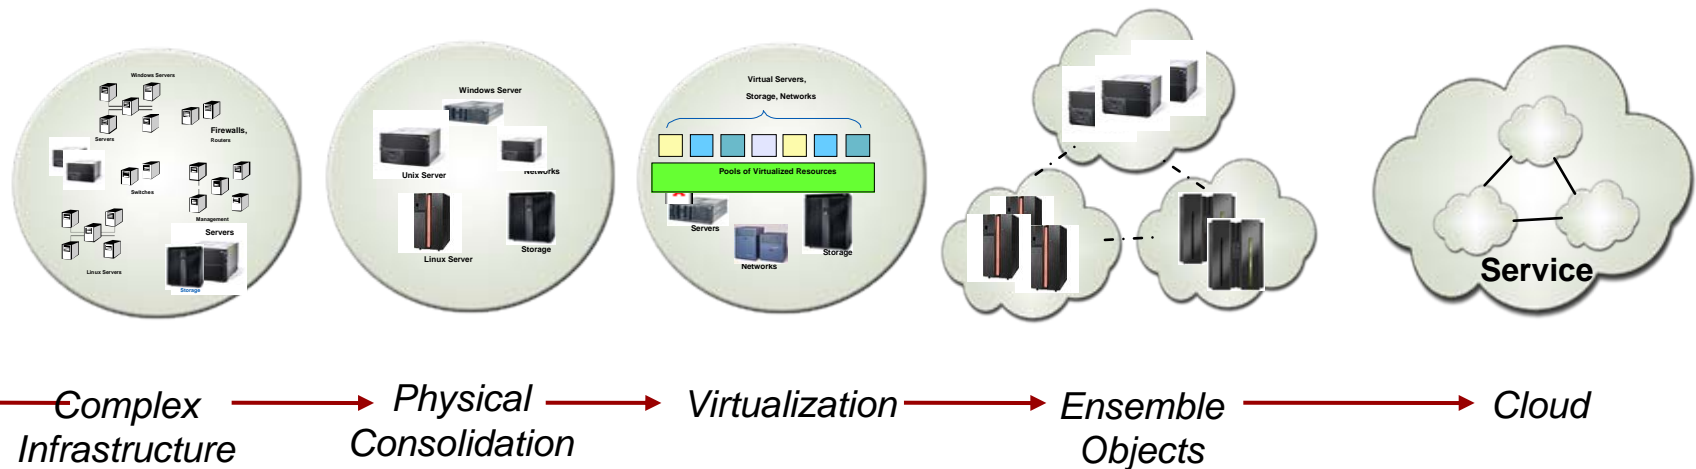 Windows Servers
Servers
Firewalls,
Routers
Switches
Management
Servers
Linux Servers
Storage
Windows Server
Unix Server
Networks
Linux Server
Storage
Virtual Servers,
Storage, Networks
Pools of Virtualized Resources
Servers
Networks
Storage
Service
Complex
Infrastructure
Physical
Consolidation
Virtualization
Ensemble
Objects
Cloud